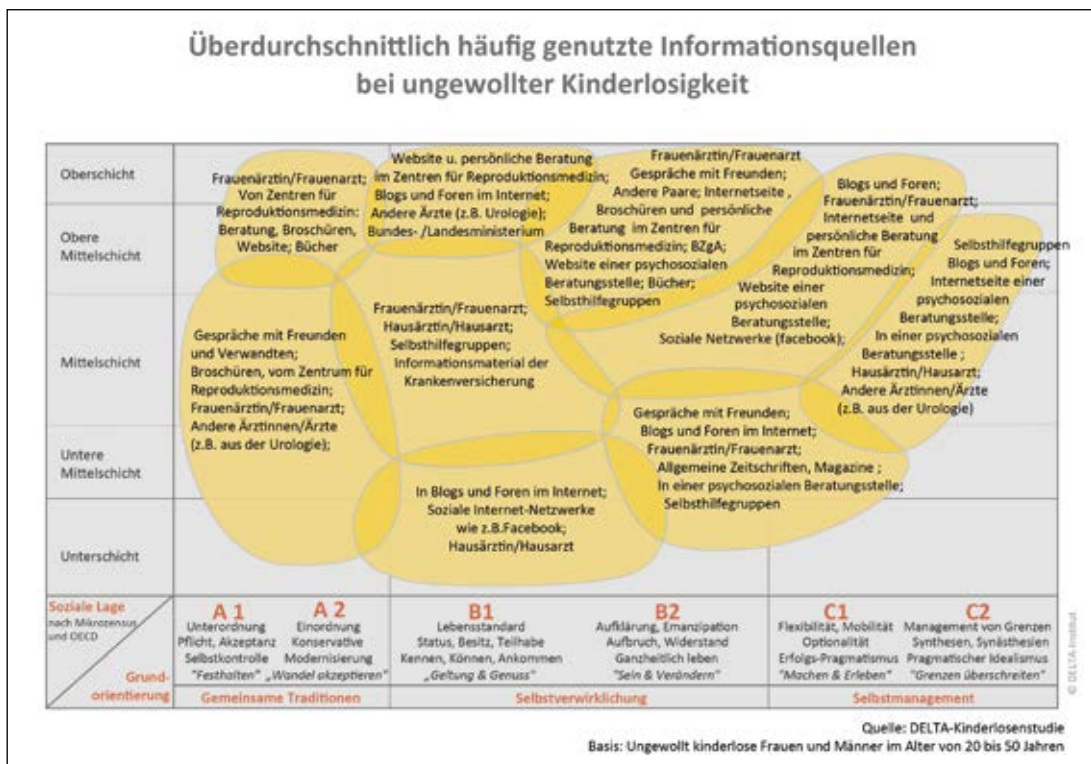 Überdurchschnittlich häufig genutzte Informationsquellen
bei ungewollter Kinderlosigkeit
Oberschicht
Obere
Mittelschicht
Mittelschicht
Untere
Mittelschicht
Unterschicht
Frauenärztin/Frauenarzt;
Von Zentren für
Reproduktionsmedizin:
Beratung, Broschüren,
Website; Bücher
Website u. persönliche Beratung
im Zentren für Reproduktionsmedizin;
Blogs und Foren im Internet;
Andere Ärzte (z.B. Urologie);
Bundes- /Landesministerium
Frauenärztin/Frauenarzt
Gespräche mit Freunden;
Andere Paare; Internetseite ,
Broschüren und persönliche
Beratung im Zentren für
Reproduktionsmedizin; BZgA;
Website einer psychosozialen
Beratungsstelle; Bücher;
Selbsthilfegruppen
Blogs und Foren;
Frauenärztin/Frauenarzt;
Internetseite und
persönliche Beratung
im Zentren für
Reproduktionsmedizin;
Website einer
psychosozialen
Beratungsstelle;
Soziale Netzwerke (facebook);
Selbsthilfegruppen
Blogs und Foren;
Internetseite einer
psychosozialen
Beratungsstelle;
In einer psychosozialen
Beratungsstelle ;
Hausärztin/Hausarzt;
Andere Ärztinnen/Ärzte
(z.B. aus der Urologie)
Gespräche mit Freunden
und Verwandten;
Broschüren, vom Zentrum für
Reproduktionsmedizin;
Frauenärztin/Frauenarzt;
Andere Ärztinnen/Ärzte
(z.B. aus der Urologie);
Frauenärztin/Frauenarzt;
Hausärztin/Hausarzt;
Selbsthilfegruppen;
Informationsmaterial der
Krankenversicherung
Gespräche mit Freunden;
Blogs und Foren im Internet;
Frauenärztin/Frauenarzt;
Allgemeine Zeitschriften, Magazine ;
In einer psychosozialen Beratungsstelle;
Selbsthilfegruppen
In Blogs und Foren im Internet;
Soziale Internet-Netzwerke
wie z.B.Facebook;
Hausärztin/Hausarzt
Soziale Lage
nach Mikrozensus
und OECD
Grund-
orientierung
A 1
Unterordnung
Pflicht, Akzeptanz
Selbstkontrolle
"Festhalten"
A 2
Einordnung
Konservative
Modernisierung
„Wandel akzeptieren"
B1
Lebensstandard
Status, Besitz, Teilhabe
Kennen, Können, Ankommen
„Geltung & Genuss"
B2
Aufklärung, Emanzipation
Aufbruch, Widerstand
Ganzheitlich leben
"Sein & Verändern"
C1
Flexibilität, Mobilität
Optionalität
Erfolgs-Pragmatismus
"Machen & Erleben"
C2
Management von Grenzen
Synthesen, Synästhesien
Pragmatischer Idealismus
"Grenzen überschreiten"
Gemeinsame Traditionen
Selbstverwirklichung
Selbstmanagement
© DELTA-Institut
Quelle: DELTA-Kinderlosenstudie
Basis: Ungewollt kinderlose Frauen und Männer im Alter von 20 bis 50 Jahren